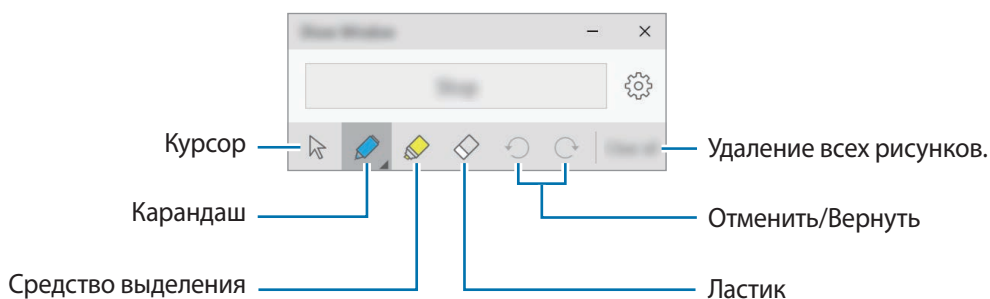 Курсор
Удаление всех рисунков.
Карандаш
Отменить/Вернуть
Средство выделения
Ластик